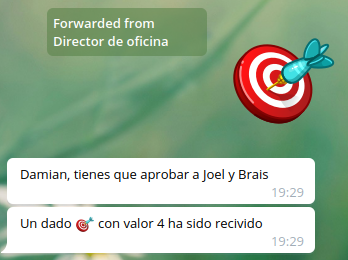 Forwarded from
Director de oficina
Damian, tienes que aprobar a Joel y Brais
19:29
Un dado 🎯 con valor 4 ha sido recivido
19:29